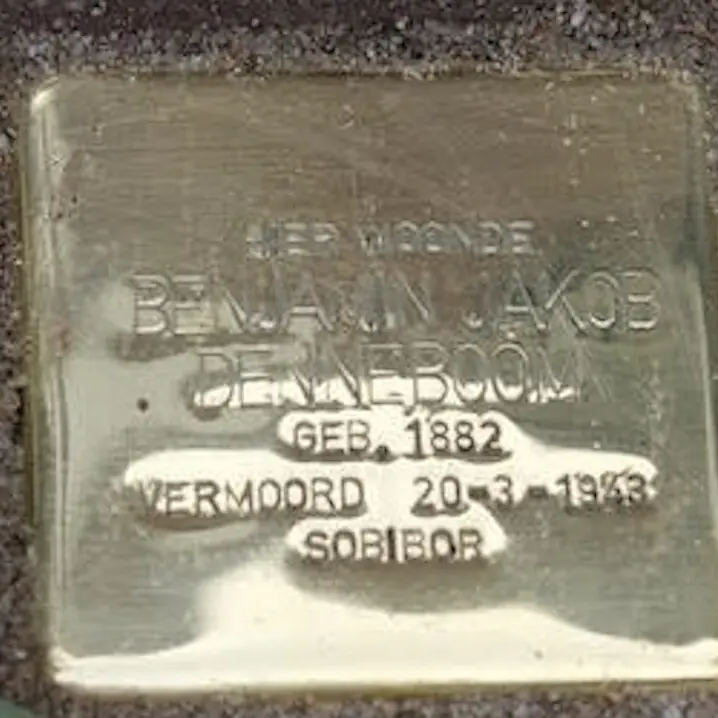 HIER WOONDE
BENJAMIN JAKOB
DENNEBOOM
GEB. 1882
VERMOORD 20-3-1943
SOBIBOR